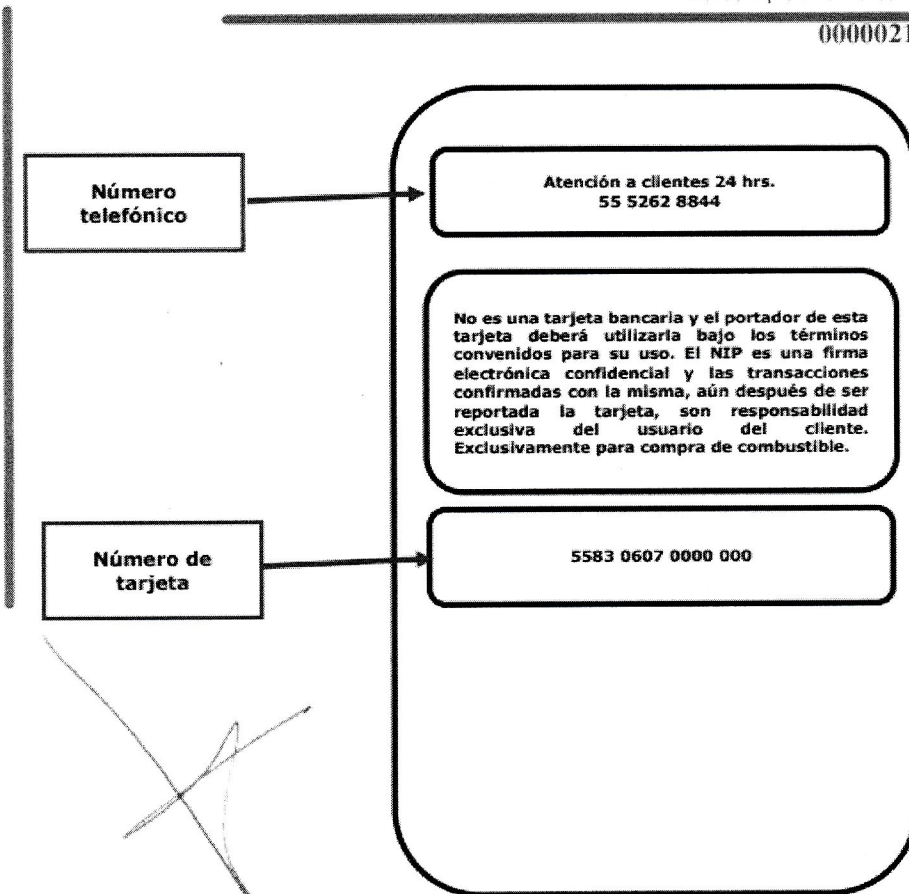 0000021
Número
telefónico
Atención a clientes 24 hrs.
55 5262 8844
No es una tarjeta bancaria y el portador de esta
tarjeta deberá utilizarla bajo los términos
convenidos para su uso. El NIP es una firma
electrónica confidencial y las transacciones
confirmadas con la misma, aún después de ser
reportada la tarjeta, son responsabilidad
exclusiva del usuario del cliente.
Exclusivamente para compra de combustible.
Número de
tarjeta
5583 0607 0000 000